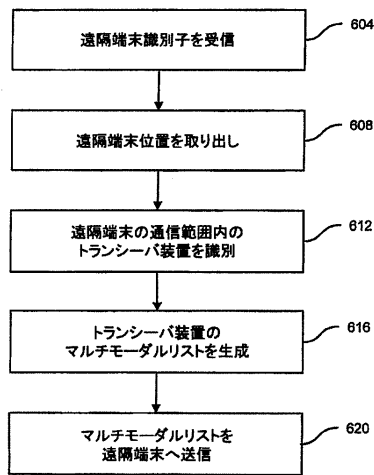 遠隔端末識別子を受信
604
遠隔端末位置を取り出し
608
遠隔端末の通信範囲内の
トランシーバ装置を識別
612
トランシーバ装置の
マルチモーダルリストを生成
616
マルチモーダルリストを
遠隔端末へ送信
620